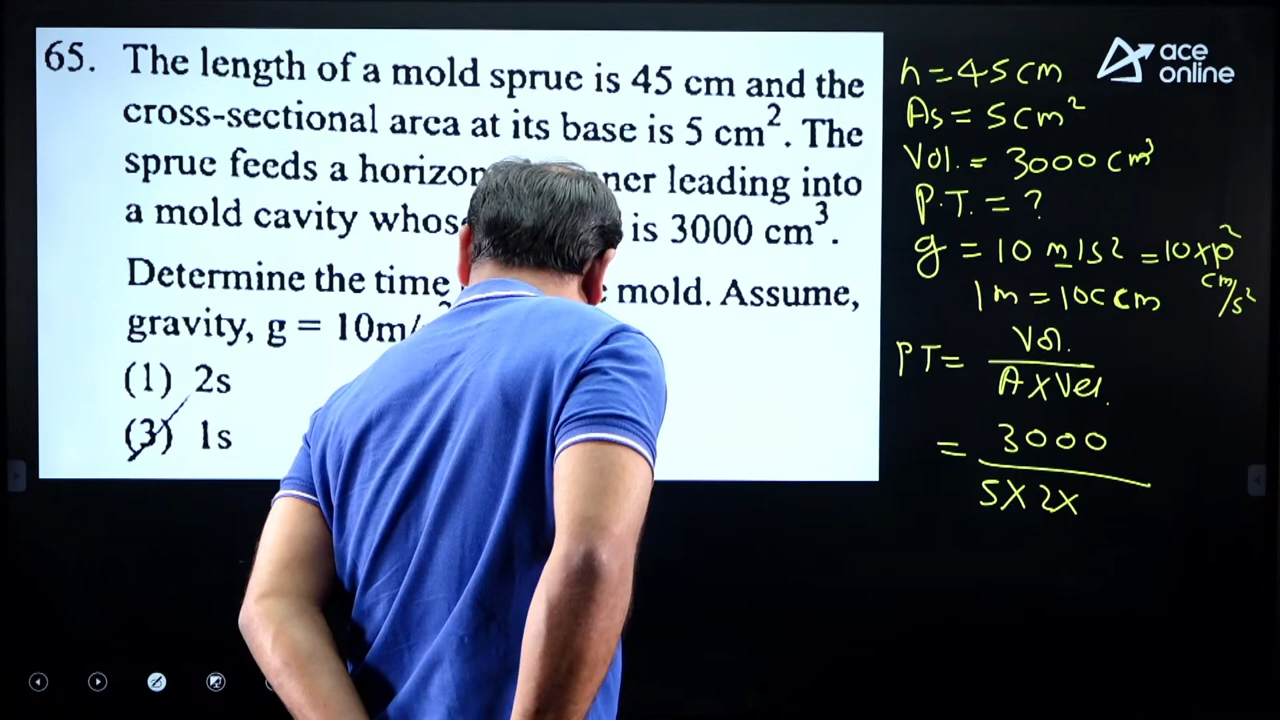 65. The length of a mold sprue is 45 cm and the
cross-sectional area at its base is 5 cm². The
sprue feeds a horizon ner leading into
a mold cavity whos is 3000 cm³.
Determine the time mold. Assume,
gravity, g = 10m/
(1) 2s
(3) 1s
h = 45 cm
As = 5 cm²
Vol. = 3000 cm³
P.T. = ?
g = 10 m/s2 = 10x10² cm/s²
1m = 100 cm
PT = Vol. / A x Vel.
= 3000 / 5 x 2 x
ace
online